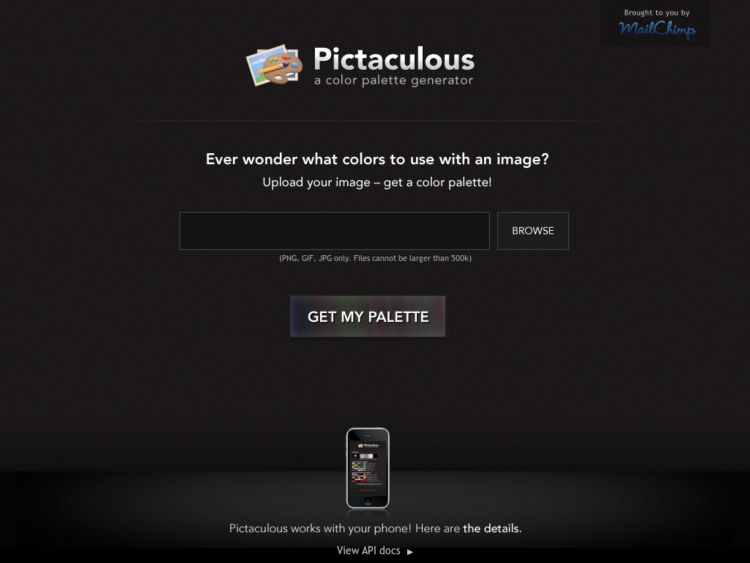 Brought to you by
MailChimp
Pictaculous
a color palette generator
Ever wonder what colors to use with an image?
Upload your image – get a color palette!
BROWSE
(PNG, GIF, JPG only. Files cannot be larger than 500k)
GET MY PALETTE
Pictaculous
Pictaculous works with your phone! Here are the details.
View API docs ►